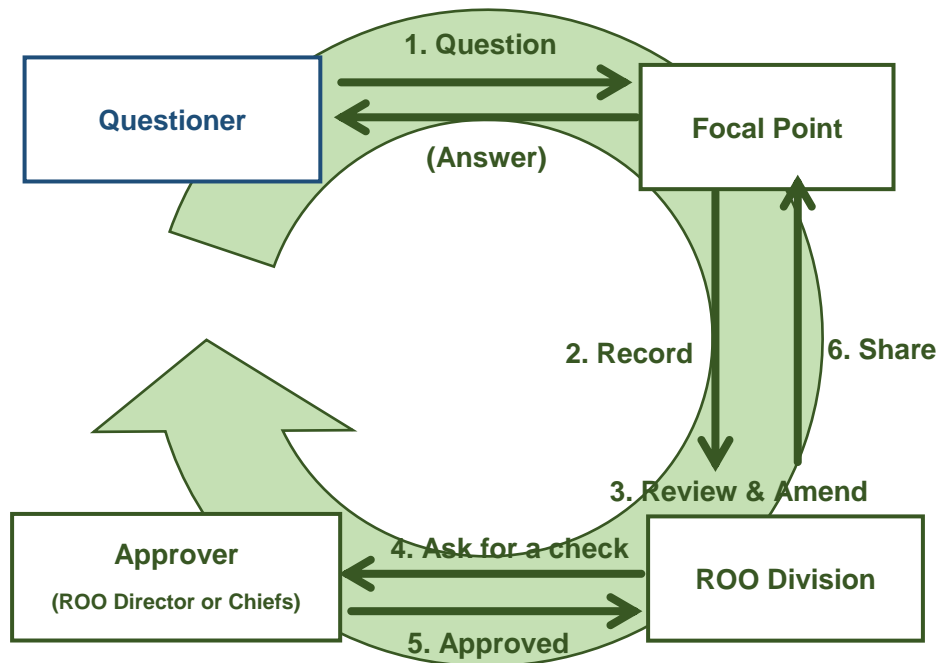 1. Question
Questioner
Focal Point
(Answer)
2. Record
6. Share
3. Review & Amend
Approver
(ROO Director or Chiefs)
4. Ask for a check
ROO Division
5. Approved